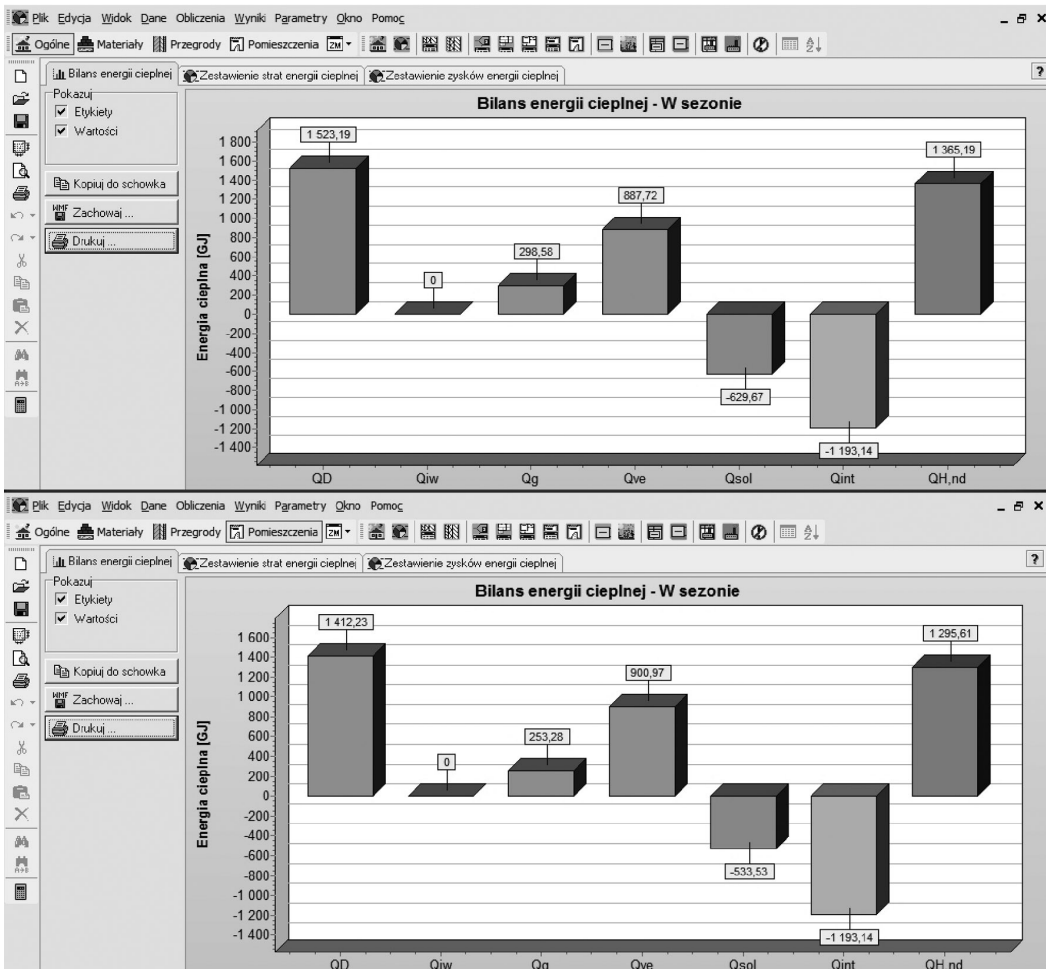 Plik Edycja Widok Dane Obliczenia Wyniki Parametry Okno Pomoc
Ogólne Materiały Przegrody Pomieszczenia ZM
Bilans energii cieplnej Zestawienie strat energii cieplnej Zestawienie zysków energii cieplnej ?
Pokazuj
Etykiety
Wartości
Kopiuj do schowka
WMF Zachowaj ...
Drukuj ...
Bilans energii cieplnej - W sezonie
Energia cieplna [GJ]
1 800
1 600
1 400
1 200
1 000
800
600
400
200
0
-200
-400
-600
-800
-1 000
-1 200
-1 400
1 523,19
0
298,58
887,72
-629,67
-1 193,14
1 365,19
QD Qiw Qg Qve Qsol Qint QH,nd
Plik Edycja Widok Dane Obliczenia Wyniki Parametry Okno Pomoc
Ogólne Materiały Przegrody Pomieszczenia ZM
Bilans energii cieplnej Zestawienie strat energii cieplnej Zestawienie zysków energii cieplnej ?
Pokazuj
Etykiety
Wartości
Kopiuj do schowka
WMF Zachowaj ...
Drukuj ...
Bilans energii cieplnej - W sezonie
Energia cieplna [GJ]
1 600
1 400
1 200
1 000
800
600
400
200
0
-200
-400
-600
-800
-1 000
-1 200
-1 400
1 412,23
0
253,28
900,97
-533,53
-1 193,14
1 295,61
QD Qiw Qg Qve Qsol Qint QH,nd